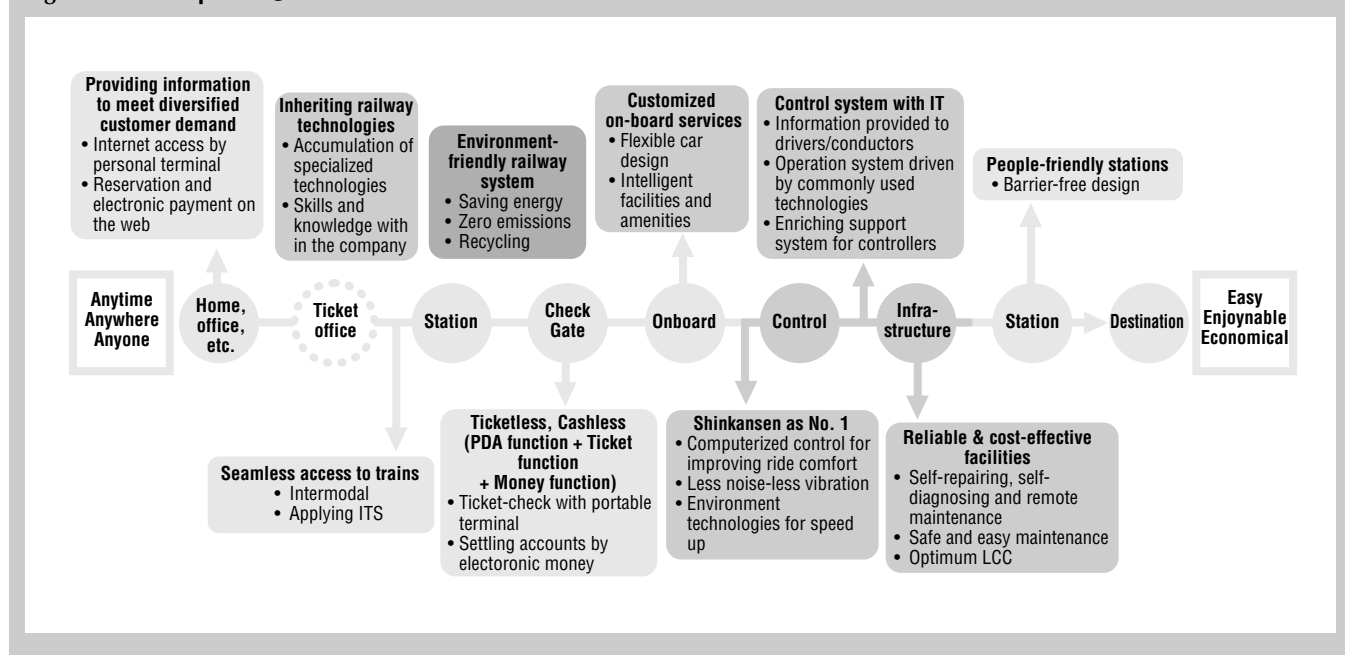 Providing information
to meet diversified
customer demand
• Internet access by
personal terminal
• Reservation and
electronic payment on
the web
Inheriting railway
technologies
• Accumulation of
specialized
technologies
• Skills and
knowledge with
in the company
Environment-
friendly railway
system
• Saving energy
• Zero emissions
• Recycling
Customized
on-board services
• Flexible car
design
• Intelligent
facilities and
amenities
Control system with IT
• Information provided to
drivers/conductors
• Operation system driven
by commonly used
technologies
• Enriching support
system for controllers
People-friendly stations
• Barrier-free design
Anytime
Anywhere
Anyone
Home,
office,
etc.
Ticket
office
Station
Check
Gate
Onboard
Control
Infra-
structure
Station
Destination
Easy
Enjoynable
Economical
Seamless access to trains
• Intermodal
• Applying ITS
Ticketless, Cashless
(PDA function + Ticket
function
+ Money function)
• Ticket-check with portable
terminal
• Settling accounts by
electoronic money
Shinkansen as No. 1
• Computerized control for
improving ride comfort
• Less noise-less vibration
• Environment
technologies for speed
up
Reliable & cost-effective
facilities
• Self-repairing, self-
diagnosing and remote
maintenance
• Safe and easy maintenance
• Optimum LCC